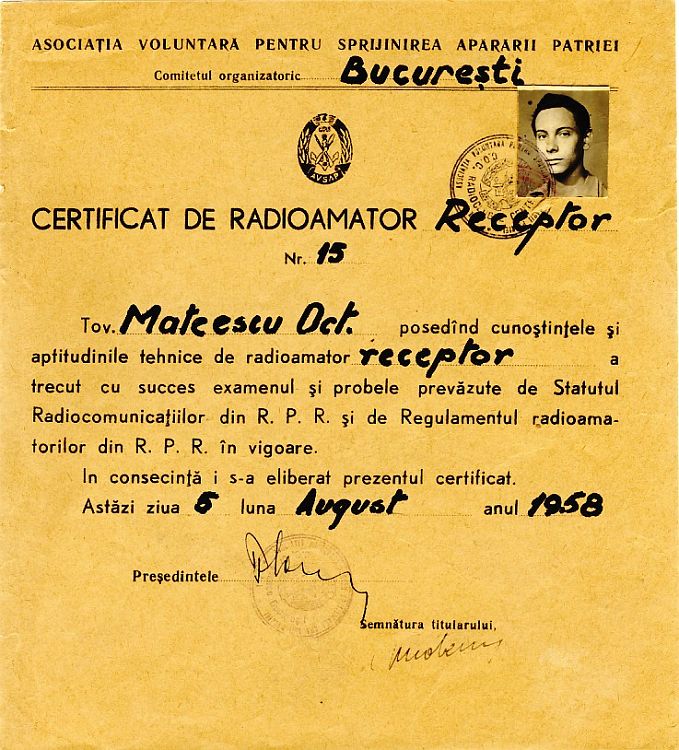 ASOCIAȚIA VOLUNTARĂ PENTRU SPRIJINIREA APARARII PATRIEI
Comitetul organizatoric București
AVSAP
CERTIFICAT DE RADIOAMATOR Receptor
Nr. 15
Tov. Mateescu Oct. posedînd cunoștințele și
aptitudinile tehnice de radioamator receptor a
trecut cu succes examenul și probele prevăzute de Statutul
Radiocomunicațiilor din R. P. R. și de Regulamentul radioama-
torilor din R. P. R. în vigoare.
In consecință i s-a eliberat prezentul certificat.
Astăzi ziua 5 luna August anul 1958
Președintele
Semnătura titularului,